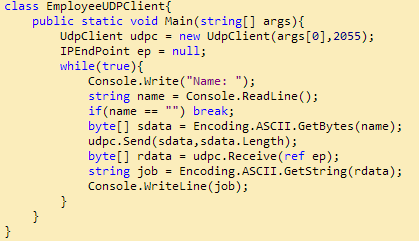 class EmployeeUDPClient{
    public static void Main(string[] args){
        UdpClient udpc = new UdpClient(args[0],2055);
        IPEndPoint ep = null;
        while(true){
            Console.Write("Name: ");
            string name = Console.ReadLine();
            if(name == "") break;
            byte[] sdata = Encoding.ASCII.GetBytes(name);
            udpc.Send(sdata,sdata.Length);
            byte[] rdata = udpc.Receive(ref ep);
            string job = Encoding.ASCII.GetString(rdata);
            Console.WriteLine(job);
        }
    }
}